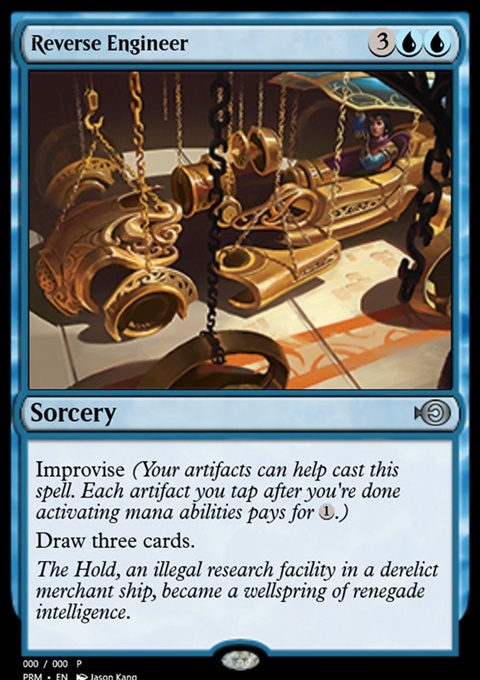 Reverse Engineer 3
Sorcery
Improvise (Your artifacts can help cast this
spell. Each artifact you tap after you're done
activating mana abilities pays for 1.)
Draw three cards.
The Hold, an illegal research facility in a derelict
merchant ship, became a wellspring of renegade
intelligence.
000 / 000 P
PRM • EN Jason Kang